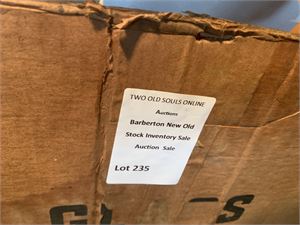 TWO OLD SOULS ONLINE
Auctions
Barberton New Old
Stock Inventory Sale
Auction Sale
Lot 235